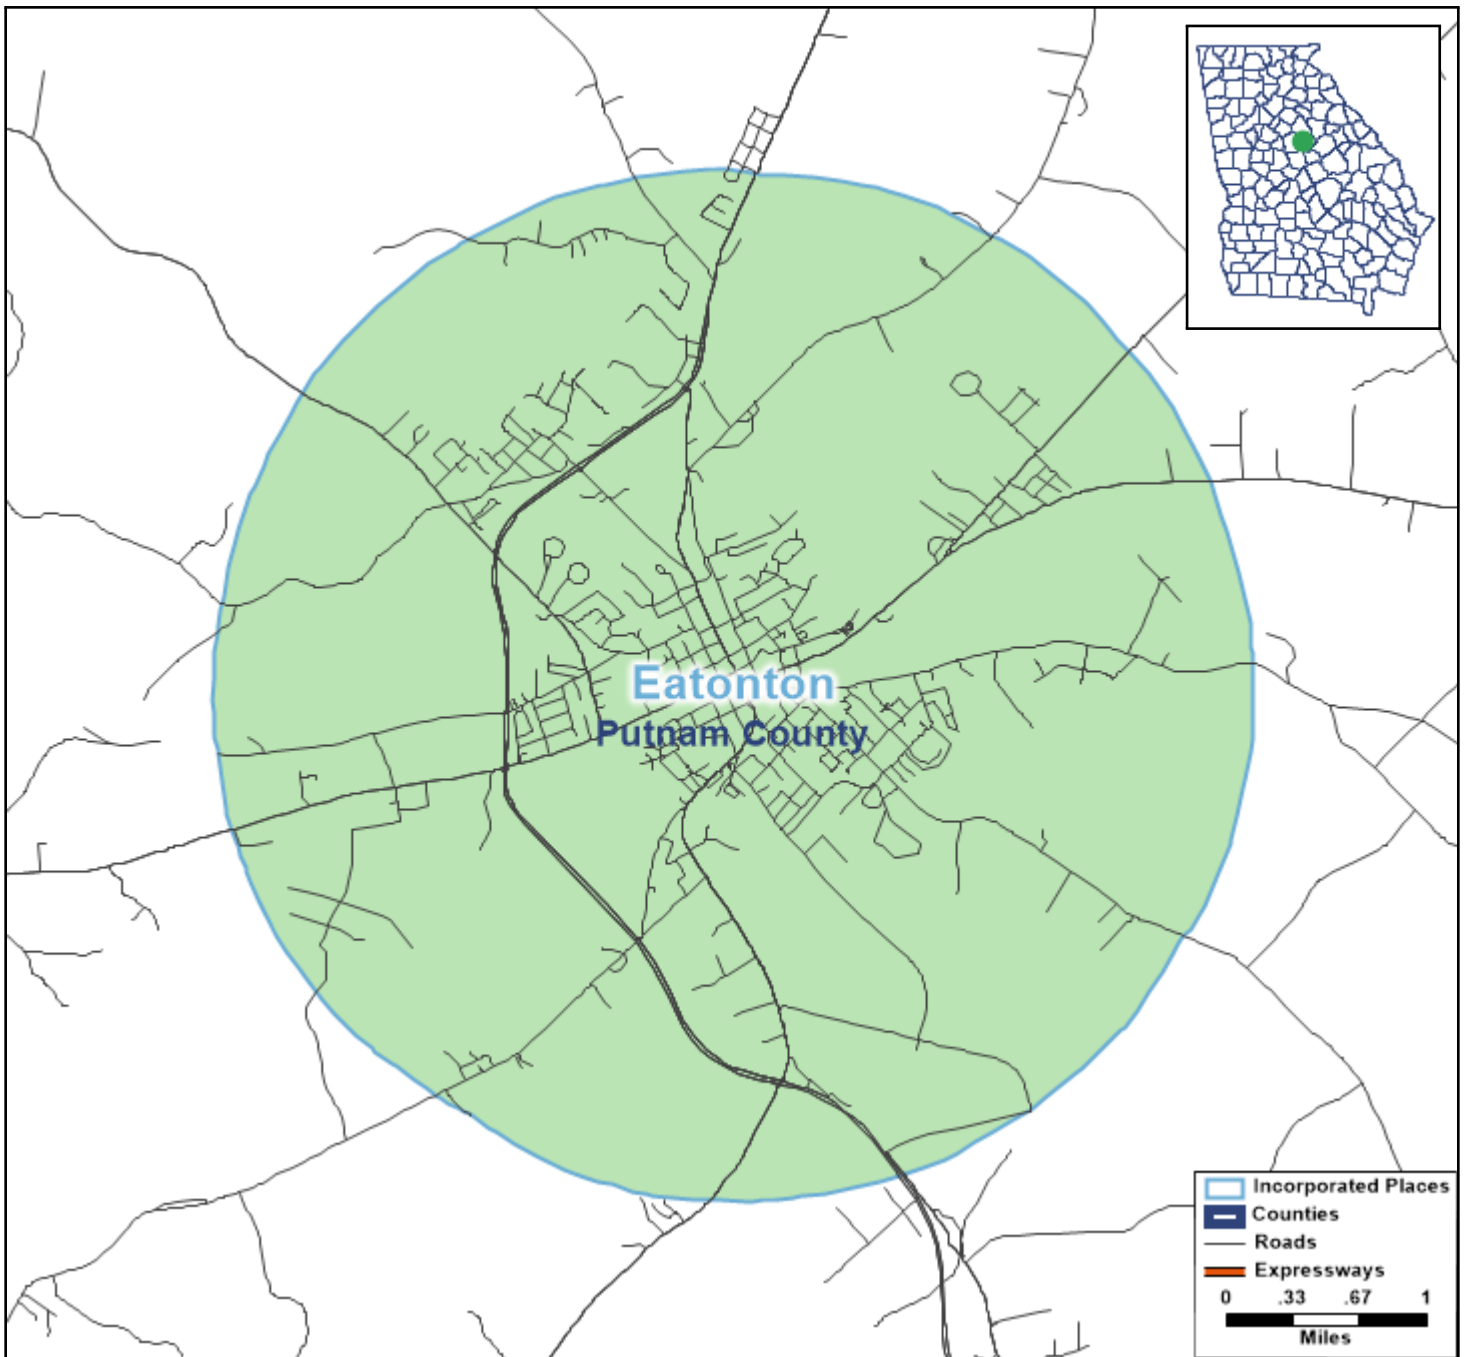 Eatonton
Putnam County
Incorporated Places
Counties
Roads
Expressways
0 .33 .67 1
Miles